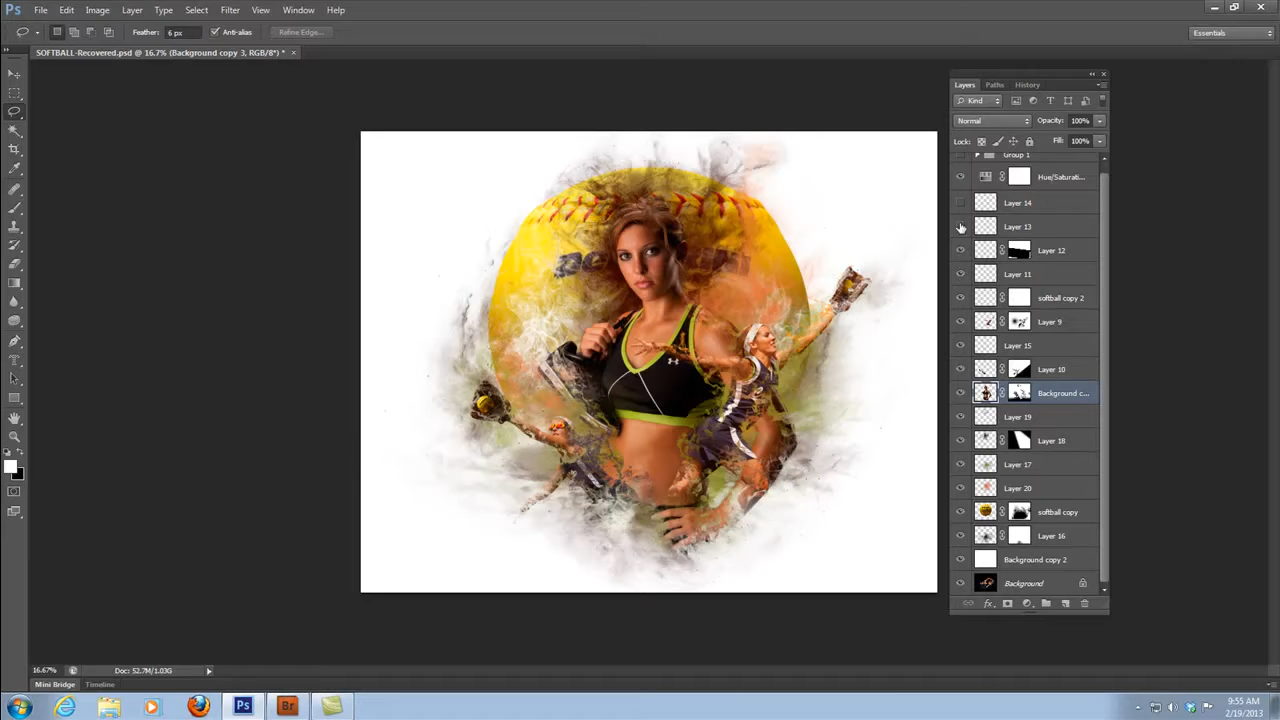 Ps File Edit Image Layer Type Select Filter View Window Help
Feather: 6 px Anti-alias Refine Edge... Essentials
SOFTBALL-Recovered.psd @ 16.7% (Background copy 3, RGB/8*) * ×
Layers Paths History
Kind
Normal Opacity: 100%
Lock: Fill: 100%
Group 1
Hue/Saturati...
Layer 14
Layer 13
Layer 12
Layer 11
softball copy 2
Layer 9
Layer 15
Layer 10
Background c...
Layer 19
Layer 18
Layer 17
Layer 20
softball copy
Layer 16
Background copy 2
Background
fx
16.67% Doc: 52.7M/1.03G
Mini Bridge Timeline
Ps Br
9:55 AM
2/19/2013